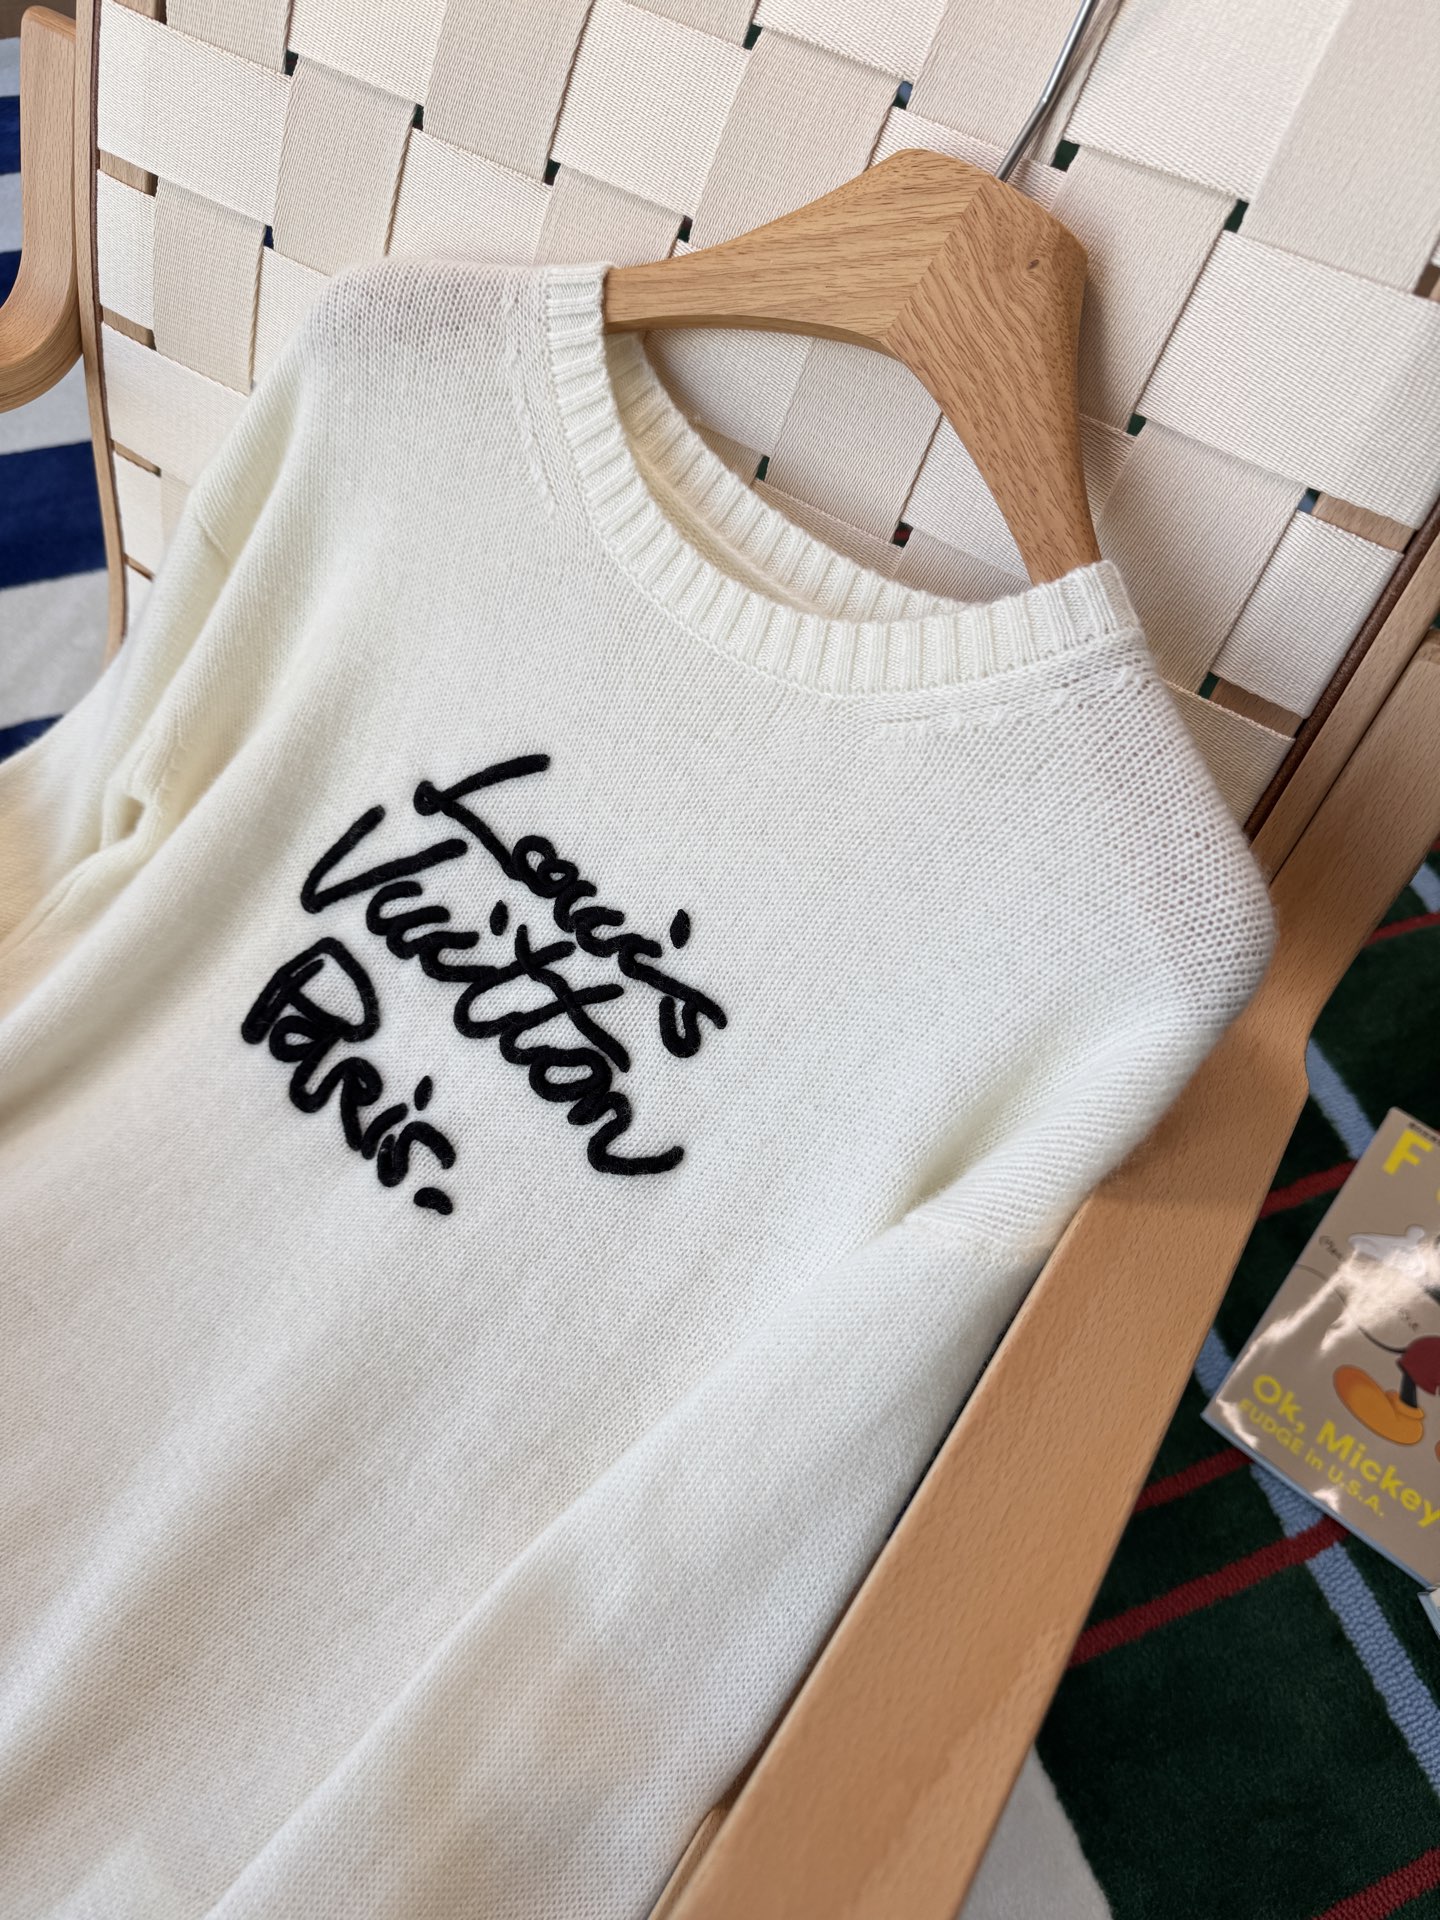 Louis
Vuitton
Paris.
F
Ok, Mickey
FUDGE in U.S.A.